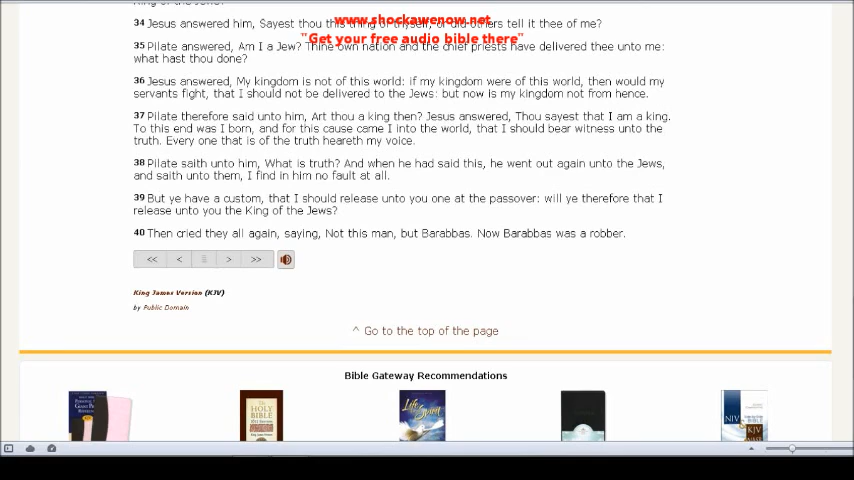 www.shockawenow.net
"Get your free audio bible there"
34 Jesus answered him, Sayest thou this thing of thyself, or did others tell it thee of me?
35 Pilate answered, Am I a Jew? Thine own nation and the chief priests have delivered thee unto me:
what hast thou done?
36 Jesus answered, My kingdom is not of this world: if my kingdom were of this world, then would my
servants fight, that I should not be delivered to the Jews: but now is my kingdom not from hence.
37 Pilate therefore said unto him, Art thou a king then? Jesus answered, Thou sayest that I am a king.
To this end was I born, and for this cause came I into the world, that I should bear witness unto the
truth. Every one that is of the truth heareth my voice.
38 Pilate saith unto him, What is truth? And when he had said this, he went out again unto the Jews,
and saith unto them, I find in him no fault at all.
39 But ye have a custom, that I should release unto you one at the passover: will ye therefore that I
release unto you the King of the Jews?
40 Then cried they all again, saying, Not this man, but Barabbas. Now Barabbas was a robber.
<< < > >>
King James Version (KJV)
by Public Domain
^ Go to the top of the page
Bible Gateway Recommendations
THE
HOLY
BIBLE
Life
Spirit
NIV
KJV